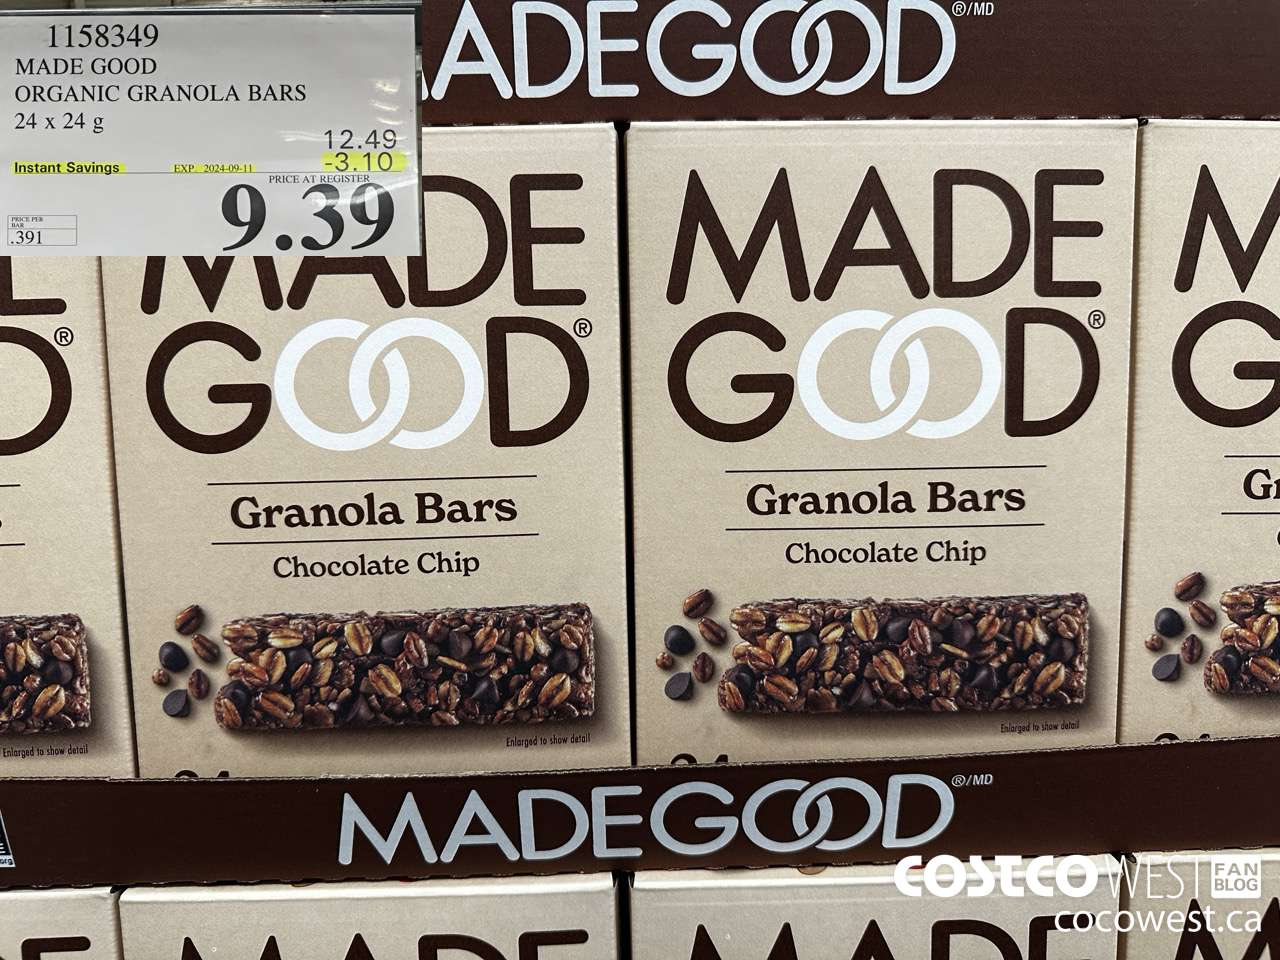 1158349
MADE GOOD
ORGANIC GRANOLA BARS
24 x 24 g
12.49
Instant Savings EXP. 2024-09-11 -3.10
PRICE AT REGISTER
9.39
PRICE PER
BAR
.391
MADEGOOD®/MD
MADE
GOOD®
Granola Bars
Chocolate Chip
Enlarged to show detail
MADE
GOOD®
Granola Bars
Chocolate Chip
Enlarged to show detail
®
Enlarged to show detail
MADEGOOD®/MD
COSTCO WEST FAN
BLOG
cocowest.ca